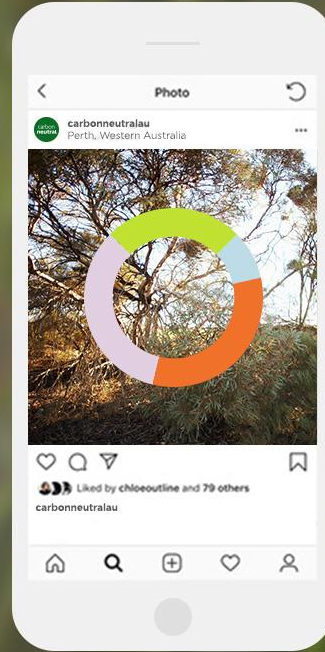 Photo
carbon
neutral
carbonneutralau
Perth, Western Australia
Liked by chloeoutline and 79 others
carbonneutralau